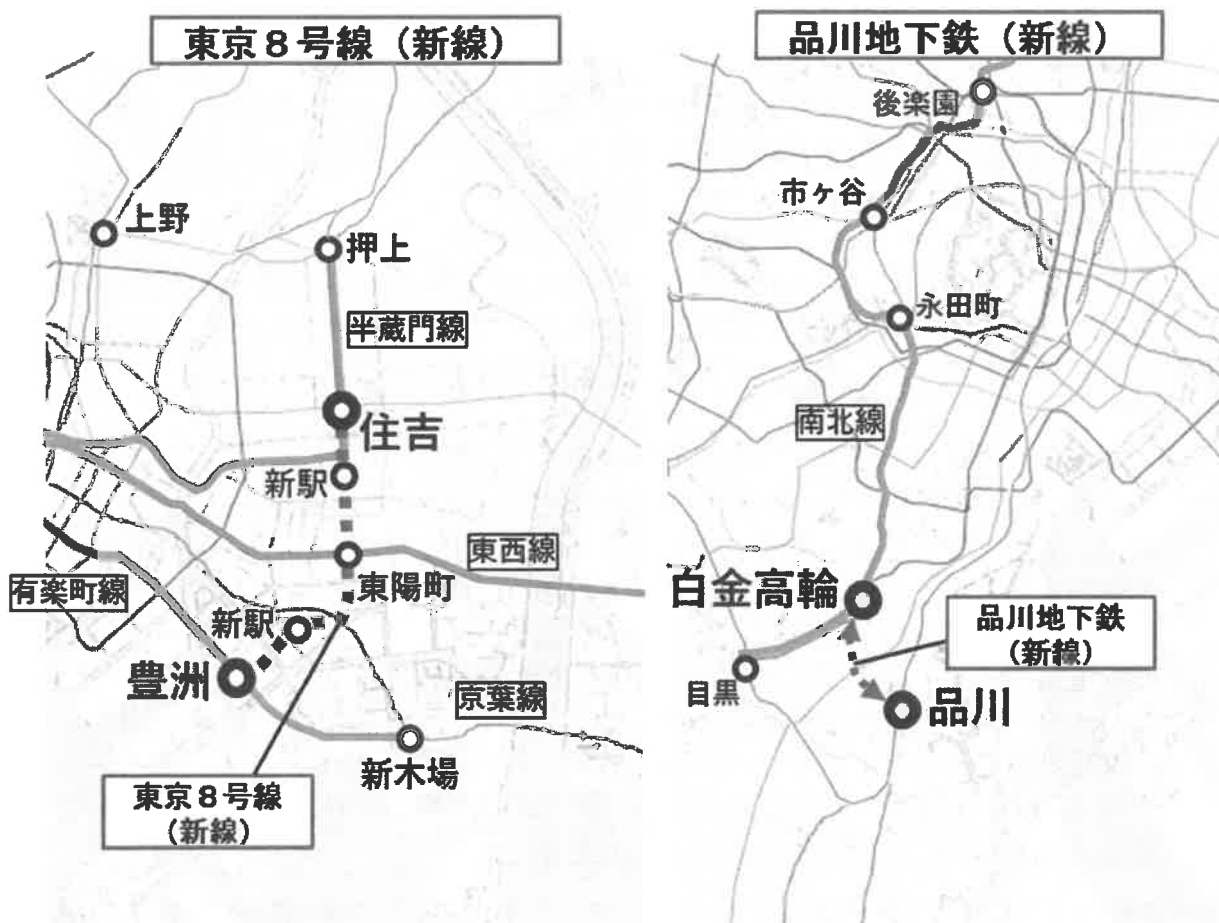 東京８号線（新線）
上野
押上
半蔵門線
住吉
新駅
東西線
東陽町
有楽町線
新駅
豊洲
京葉線
新木場
東京８号線
（新線）
品川地下鉄（新線）
後楽園
市ヶ谷
永田町
南北線
白金高輪
品川地下鉄
（新線）
目黒
品川